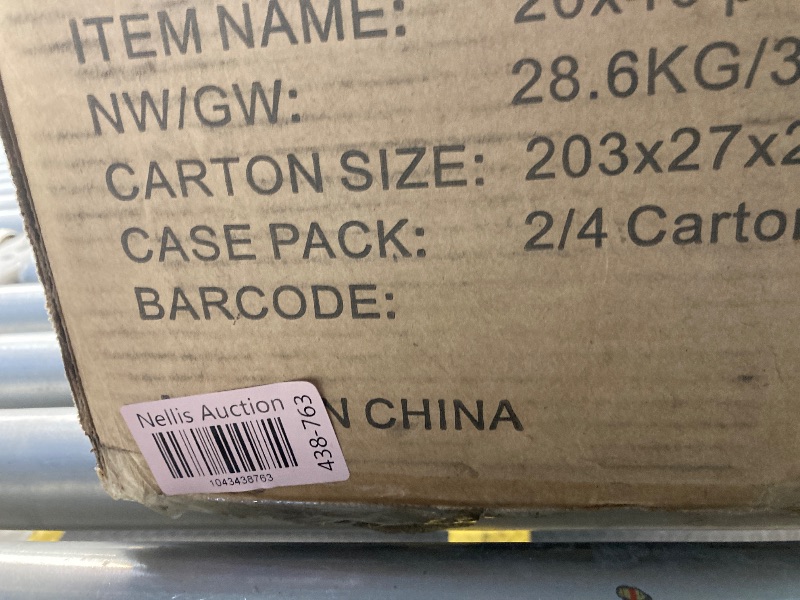 ITEM NAME:
NW/GW: 28.6KG/3
CARTON SIZE: 203x27x2
CASE PACK: 2/4 Carton
BARCODE:
N CHINA
Nellis Auction
438-763
1043438763